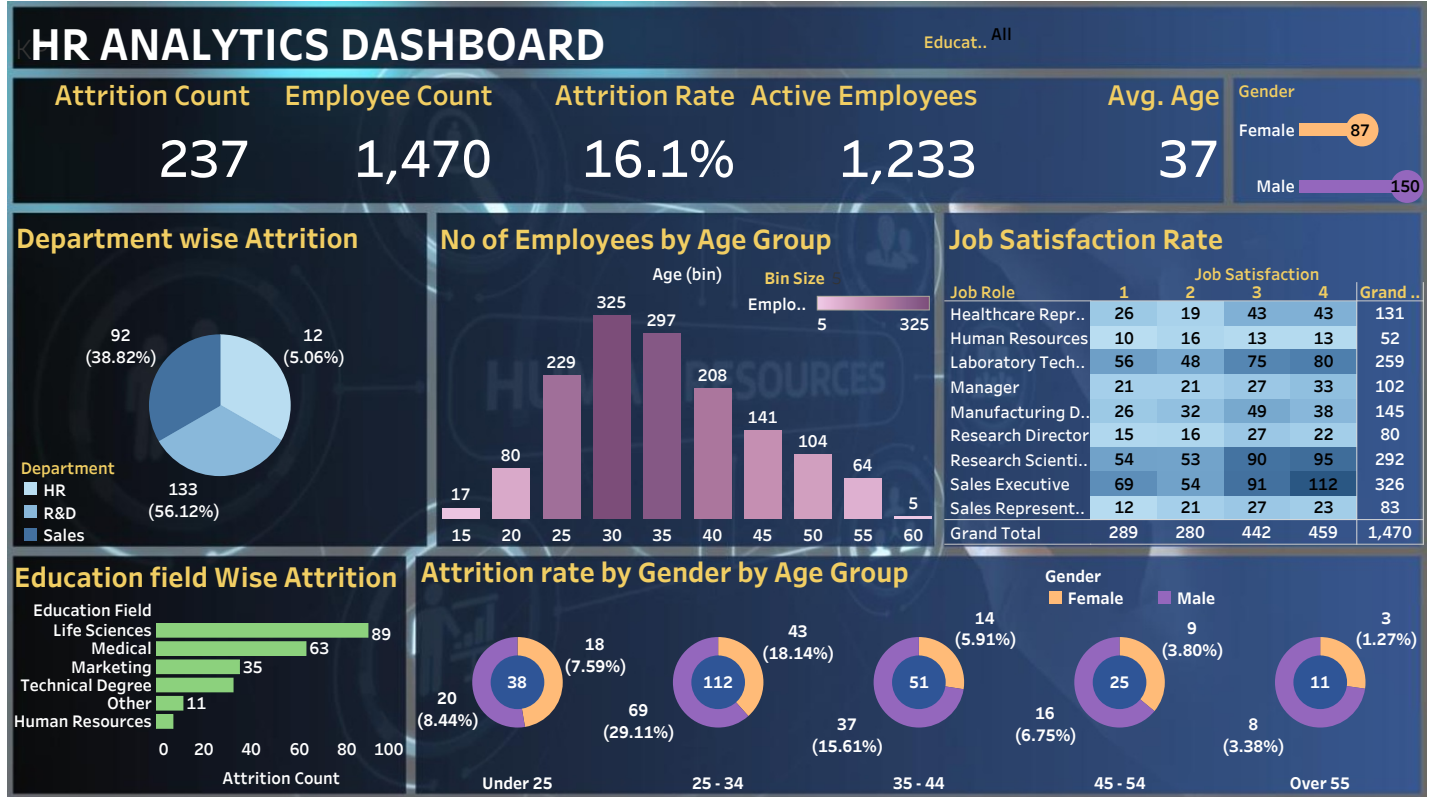 HR ANALYTICS DASHBOARD
Educat.. All
Attrition Count Employee Count Attrition Rate Active Employees Avg. Age
237 1,470 16.1% 1,233 37
Gender
Female 87
Male 150
Department wise Attrition
92
(38.82%)
12
(5.06%)
133
(56.12%)
Department
HR
R&D
Sales
No of Employees by Age Group
Age (bin)
Bin Size
Emplo..
5 325
17 80 229 325 297 208 141 104 64 5
15 20 25 30 35 40 45 50 55 60
HUMAN RESOURCES
Job Satisfaction Rate
Job Satisfaction
Job Role 1 2 3 4 Grand ..
Healthcare Repr.. 26 19 43 43 131
Human Resources 10 16 13 13 52
Laboratory Tech.. 56 48 75 80 259
Manager 21 21 27 33 102
Manufacturing D.. 26 32 49 38 145
Research Director 15 16 27 22 80
Research Scienti.. 54 53 90 95 292
Sales Executive 69 54 91 112 326
Sales Represent.. 12 21 27 23 83
Grand Total 289 280 442 459 1,470
Education field Wise Attrition
Education Field
Life Sciences 89
Medical 63
Marketing 35
Technical Degree
Other 11
Human Resources
0 20 40 60 80 100
Attrition Count
Attrition rate by Gender by Age Group
Gender
Female Male
18
(7.59%)
38
20
(8.44%)
Under 25
43
(18.14%)
112
69
(29.11%)
25 - 34
14
(5.91%)
51
37
(15.61%)
35 - 44
9
(3.80%)
25
16
(6.75%)
45 - 54
3
(1.27%)
11
8
(3.38%)
Over 55